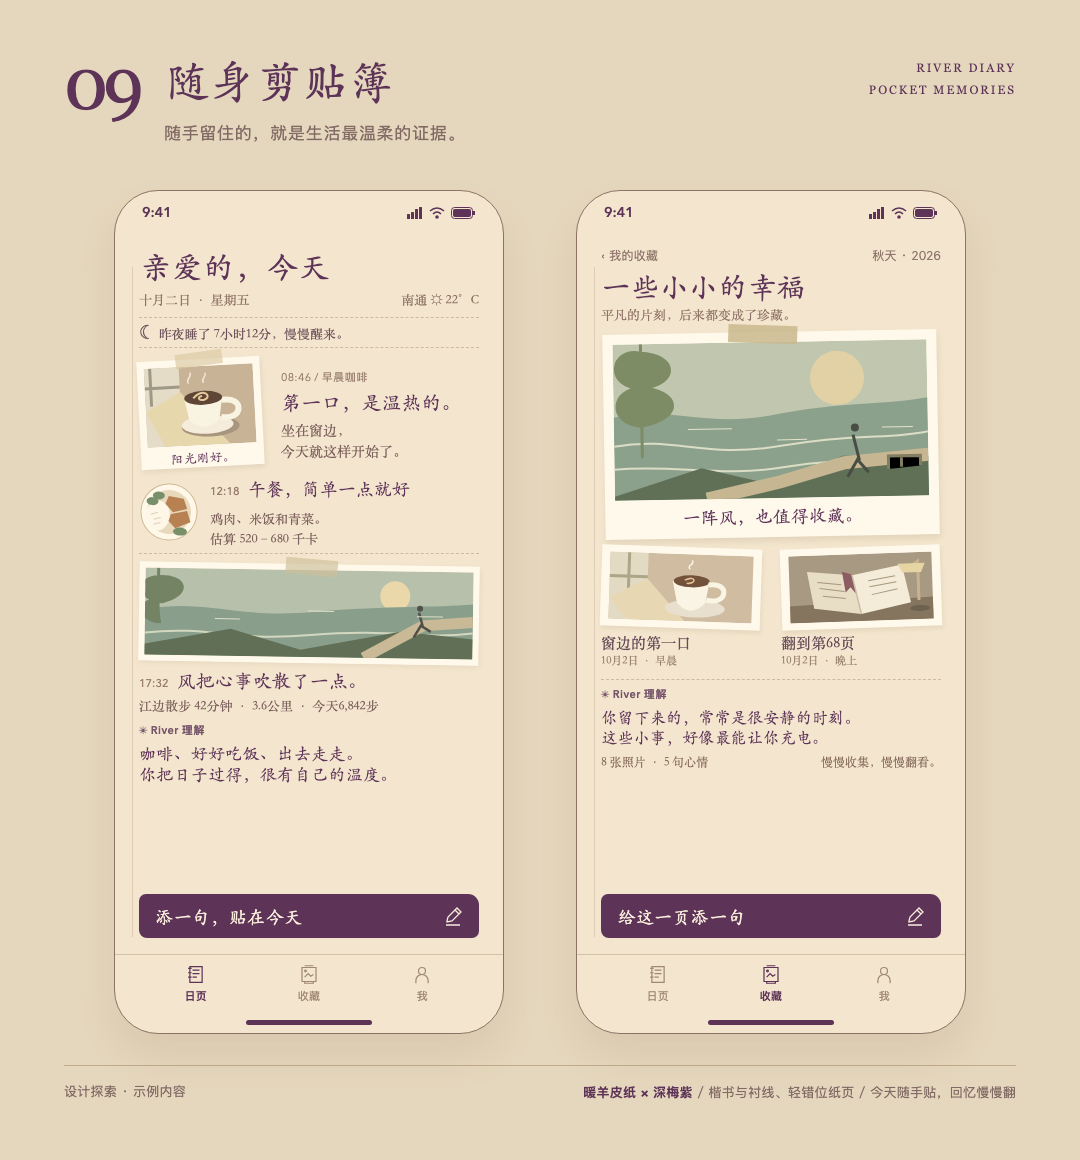 09 随身剪贴簿
随手留住的，就是生活最温柔的证据。
RIVER DIARY
POCKET MEMORIES
9:41
亲爱的，今天
十月二日 · 星期五
南通 22° C
昨夜睡了 7小时12分，慢慢醒来。
阳光刚好。
08:46 / 早晨咖啡
第一口，是温热的。
坐在窗边，
今天就这样开始了。
12:18 午餐，简单一点就好
鸡肉、米饭和青菜。
估算 520 – 680 千卡
17:32 风把心事吹散了一点。
江边散步 42分钟 · 3.6公里 · 今天6,842步
✳ River 理解
咖啡、好好吃饭、出去走走。
你把日子过得，很有自己的温度。
添一句，贴在今天
日页
收藏
我
9:41
‹ 我的收藏
秋天 · 2026
一些小小的幸福
平凡的片刻，后来都变成了珍藏。
一阵风，也值得收藏。
窗边的第一口
10月2日 · 早晨
翻到第68页
10月2日 · 晚上
✳ River 理解
你留下来的，常常是很安静的时刻。
这些小事，好像最能让你充电。
8 张照片 · 5 句心情
慢慢收集，慢慢翻看。
给这一页添一句
日页
收藏
我
设计探索 · 示例内容
暖羊皮纸 × 深梅紫 / 楷书与衬线、轻错位纸页 / 今天随手贴，回忆慢慢翻